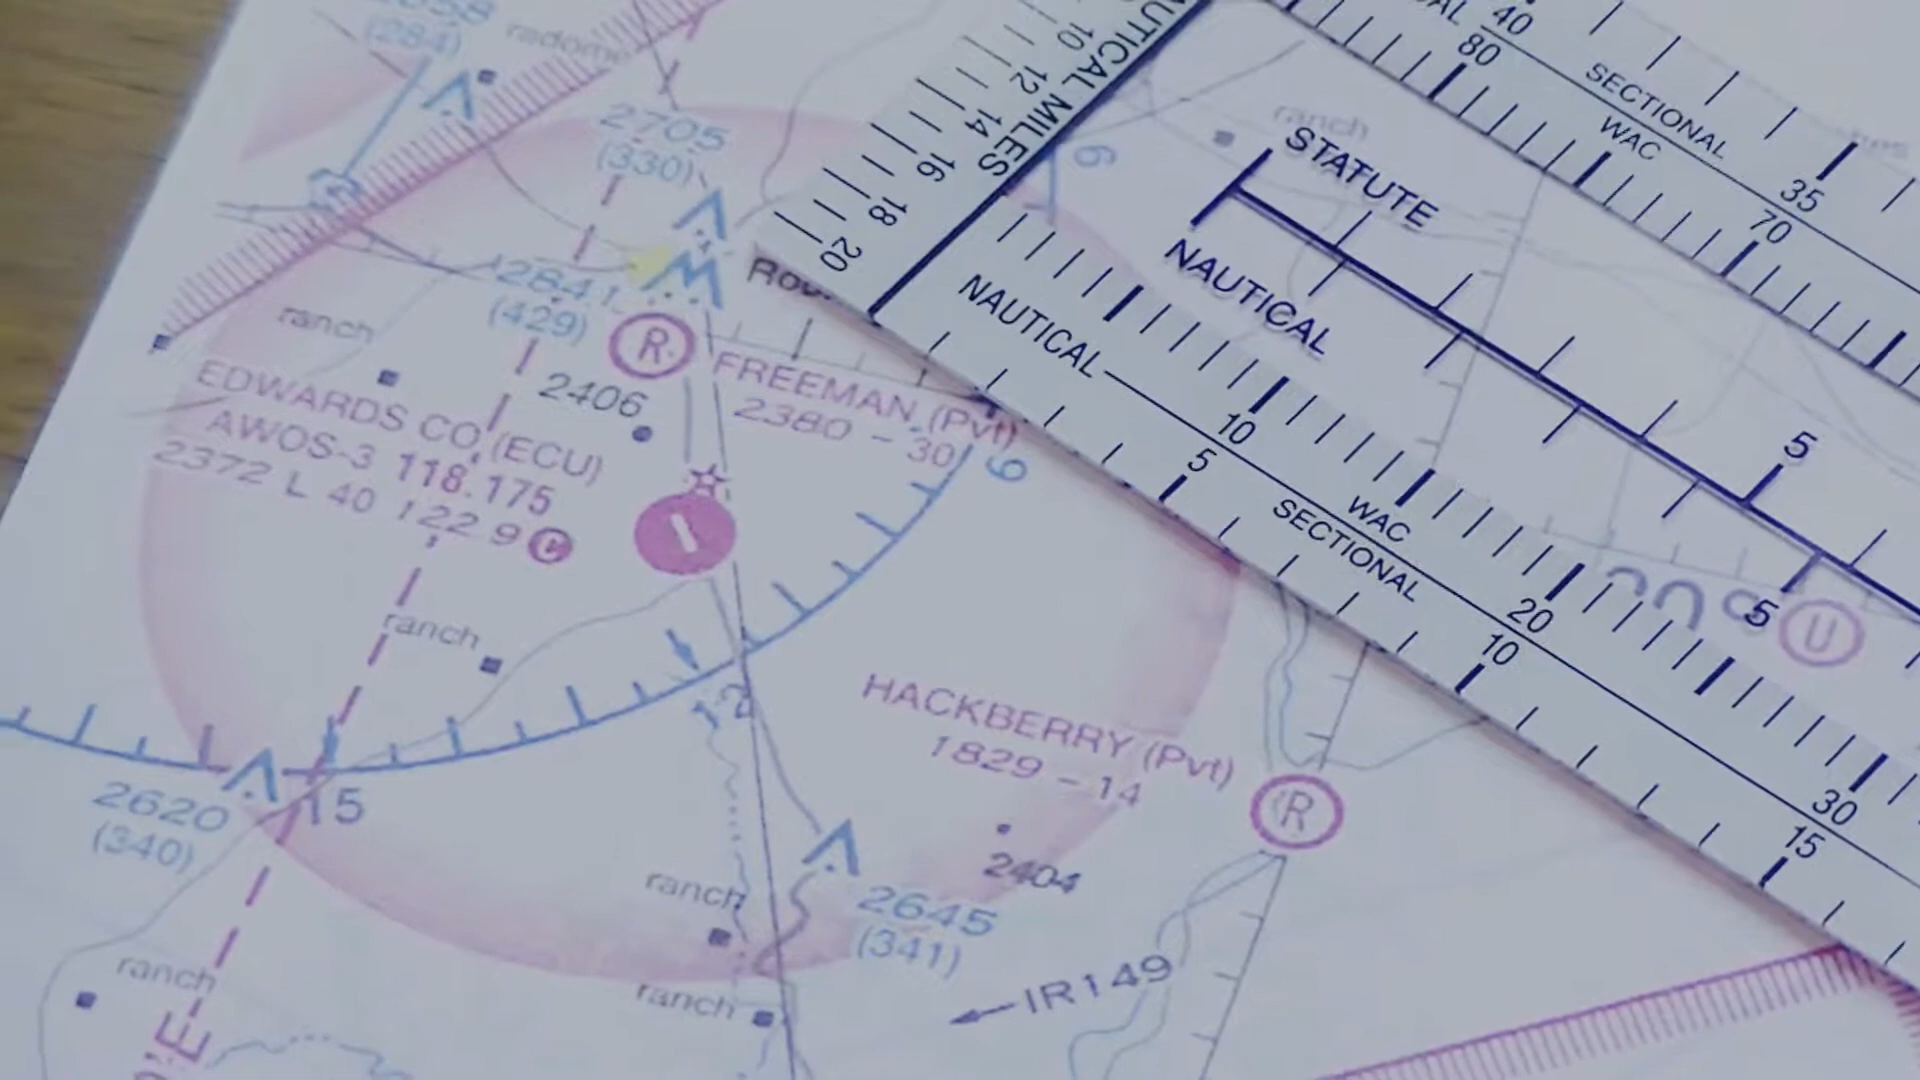 (284)
radome
2705
(330)
2841
(429)
ranch
EDWARDS CO (ECU)
AWOS-3 118.175
2372 L 40 122.9 C
2406
R
FREEMAN (Pvt)
2380 - 30
6
9
ranch
ranch
12
15
2620
(340)
HACKBERRY (Pvt)
1829 - 14
R
2404
2645
(341)
ranch
ranch
ranch
IR149
U
10
12
14
16
18
20
NAUTICAL MILES
STATUTE
NAUTICAL
5
5
40
80
SECTIONAL
WAC
35
70
NAUTICAL
10
5
WAC
SECTIONAL
20
10
30
15